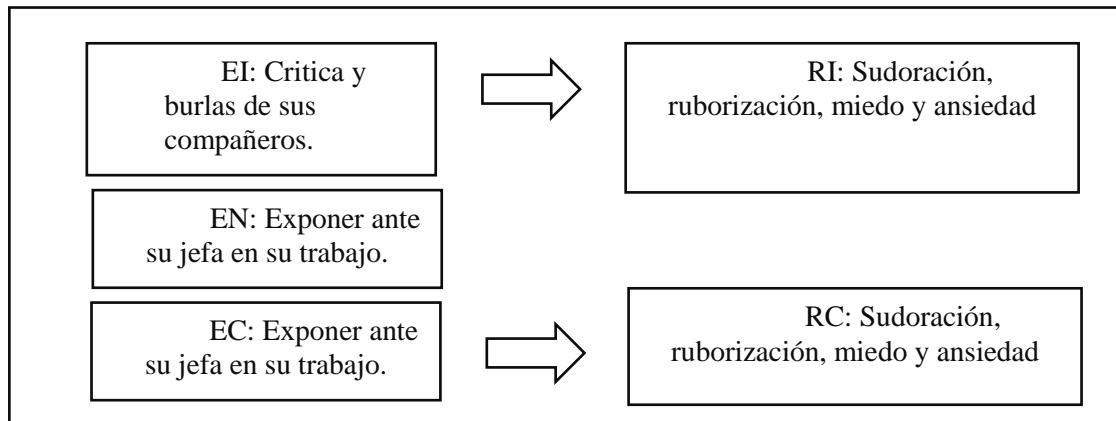 EI: Critica y
burlas de sus
compañeros.
RI: Sudoración,
ruborización, miedo y ansiedad
EN: Exponer ante
su jefa en su trabajo.
EC: Exponer ante
su jefa en su trabajo.
RC: Sudoración,
ruborización, miedo y ansiedad